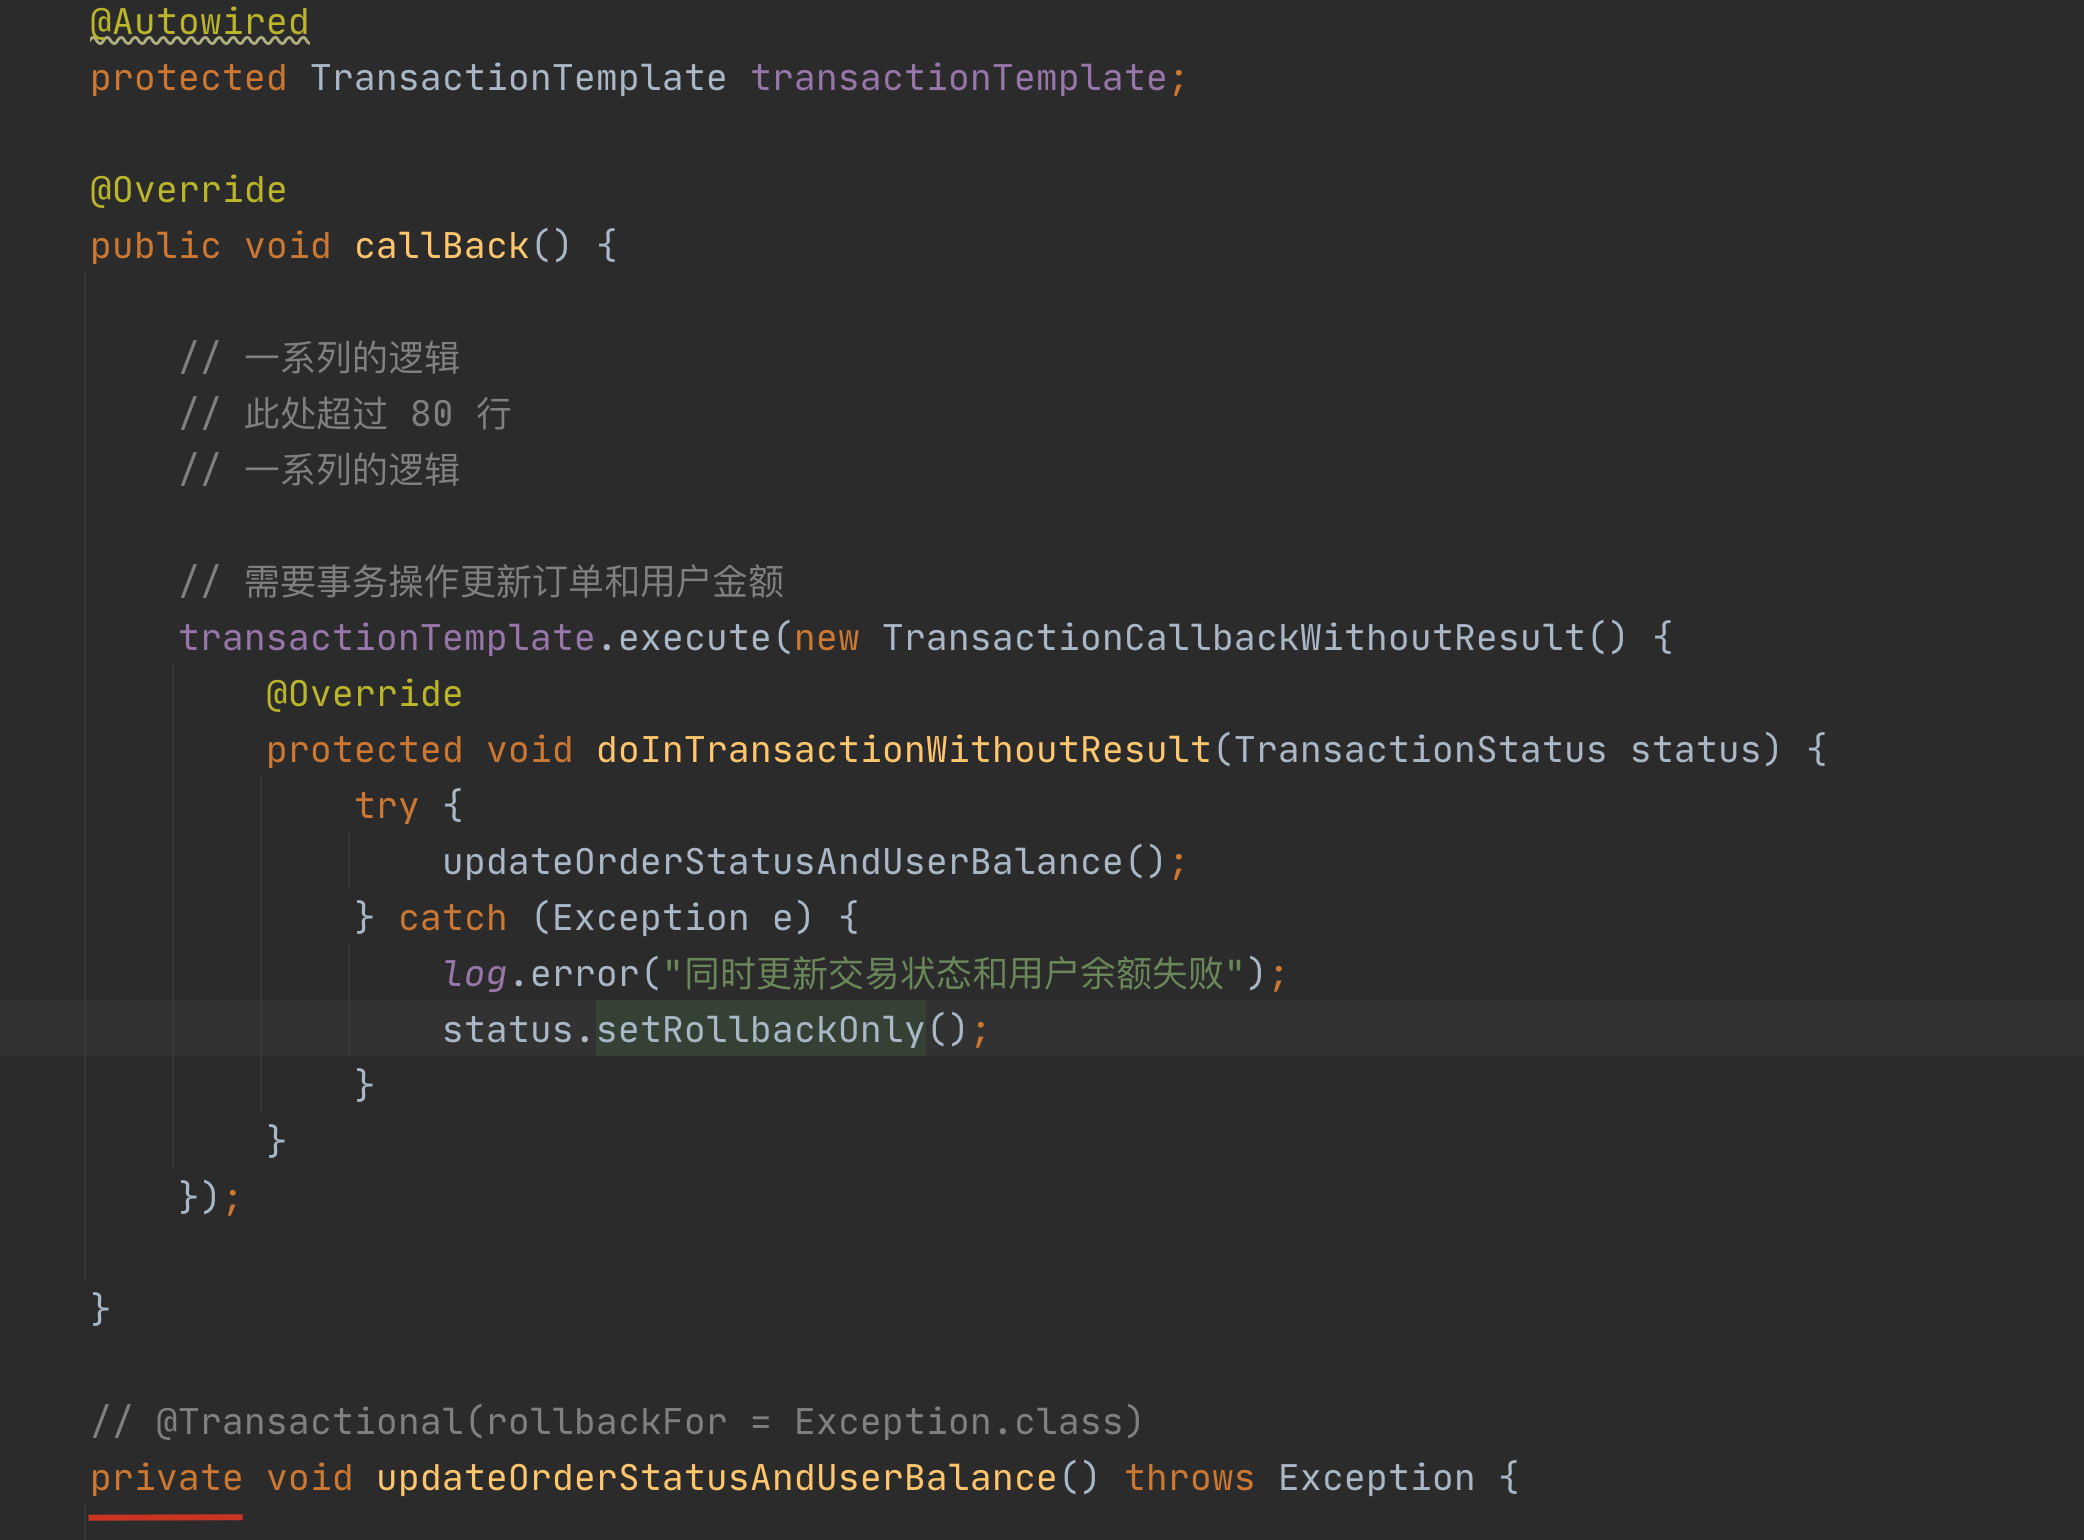 @Autowired
protected TransactionTemplate transactionTemplate;
@Override
public void callBack() {
// 一系列的逻辑
// 此处超过 80 行
// 一系列的逻辑
// 需要事务操作更新订单和用户金额
transactionTemplate.execute(new TransactionCallbackWithoutResult() {
@Override
protected void doInTransactionWithoutResult(TransactionStatus status) {
try {
updateOrderStatusAndUserBalance();
} catch (Exception e) {
log.error("同时更新交易状态和用户余额失败");
status.setRollbackOnly();
}
}
});
}
// @Transactional(rollbackFor = Exception.class)
private void updateOrderStatusAndUserBalance() throws Exception {